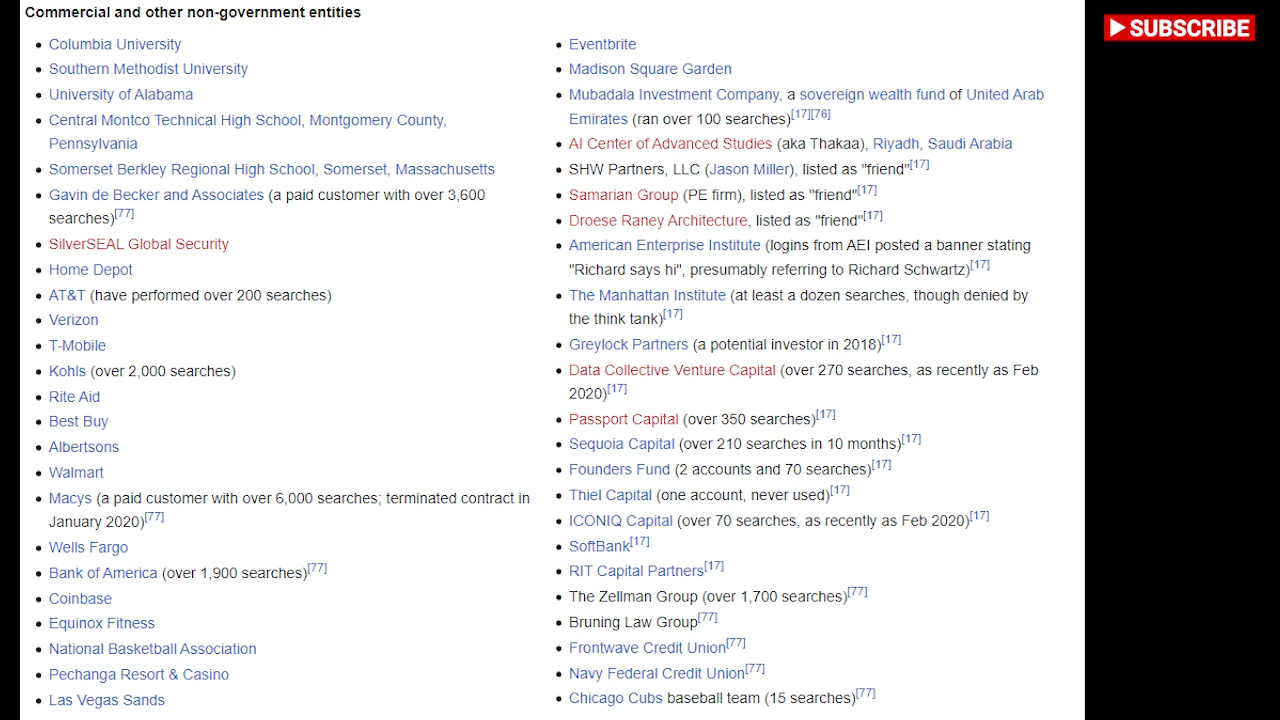 Commercial and other non-government entities
Columbia University
Southern Methodist University
University of Alabama
Central Montco Technical High School, Montgomery County,
Pennsylvania
Somerset Berkley Regional High School, Somerset, Massachusetts
Gavin de Becker and Associates (a paid customer with over 3,600
searches)[77]
SilverSEAL Global Security
Home Depot
AT&T (have performed over 200 searches)
Verizon
T-Mobile
Kohls (over 2,000 searches)
Rite Aid
Best Buy
Albertsons
Walmart
Macys (a paid customer with over 6,000 searches; terminated contract in
January 2020)[77]
Wells Fargo
Bank of America (over 1,900 searches)[77]
Coinbase
Equinox Fitness
National Basketball Association
Pechanga Resort & Casino
Las Vegas Sands
Eventbrite
Madison Square Garden
Mubadala Investment Company, a sovereign wealth fund of United Arab
Emirates (ran over 100 searches)[17][76]
AI Center of Advanced Studies (aka Thakaa), Riyadh, Saudi Arabia
SHW Partners, LLC (Jason Miller), listed as "friend"[17]
Samarian Group (PE firm), listed as "friend"[17]
Droese Raney Architecture, listed as "friend"[17]
American Enterprise Institute (logins from AEI posted a banner stating
"Richard says hi", presumably referring to Richard Schwartz)[17]
The Manhattan Institute (at least a dozen searches, though denied by
the think tank)[17]
Greylock Partners (a potential investor in 2018)[17]
Data Collective Venture Capital (over 270 searches, as recently as Feb
2020)[17]
Passport Capital (over 350 searches)[17]
Sequoia Capital (over 210 searches in 10 months)[17]
Founders Fund (2 accounts and 70 searches)[17]
Thiel Capital (one account, never used)[17]
ICONIQ Capital (over 70 searches, as recently as Feb 2020)[17]
SoftBank[17]
RIT Capital Partners[17]
The Zellman Group (over 1,700 searches)[77]
Bruning Law Group[77]
Frontwave Credit Union[77]
Navy Federal Credit Union[77]
Chicago Cubs baseball team (15 searches)[77]
SUBSCRIBE